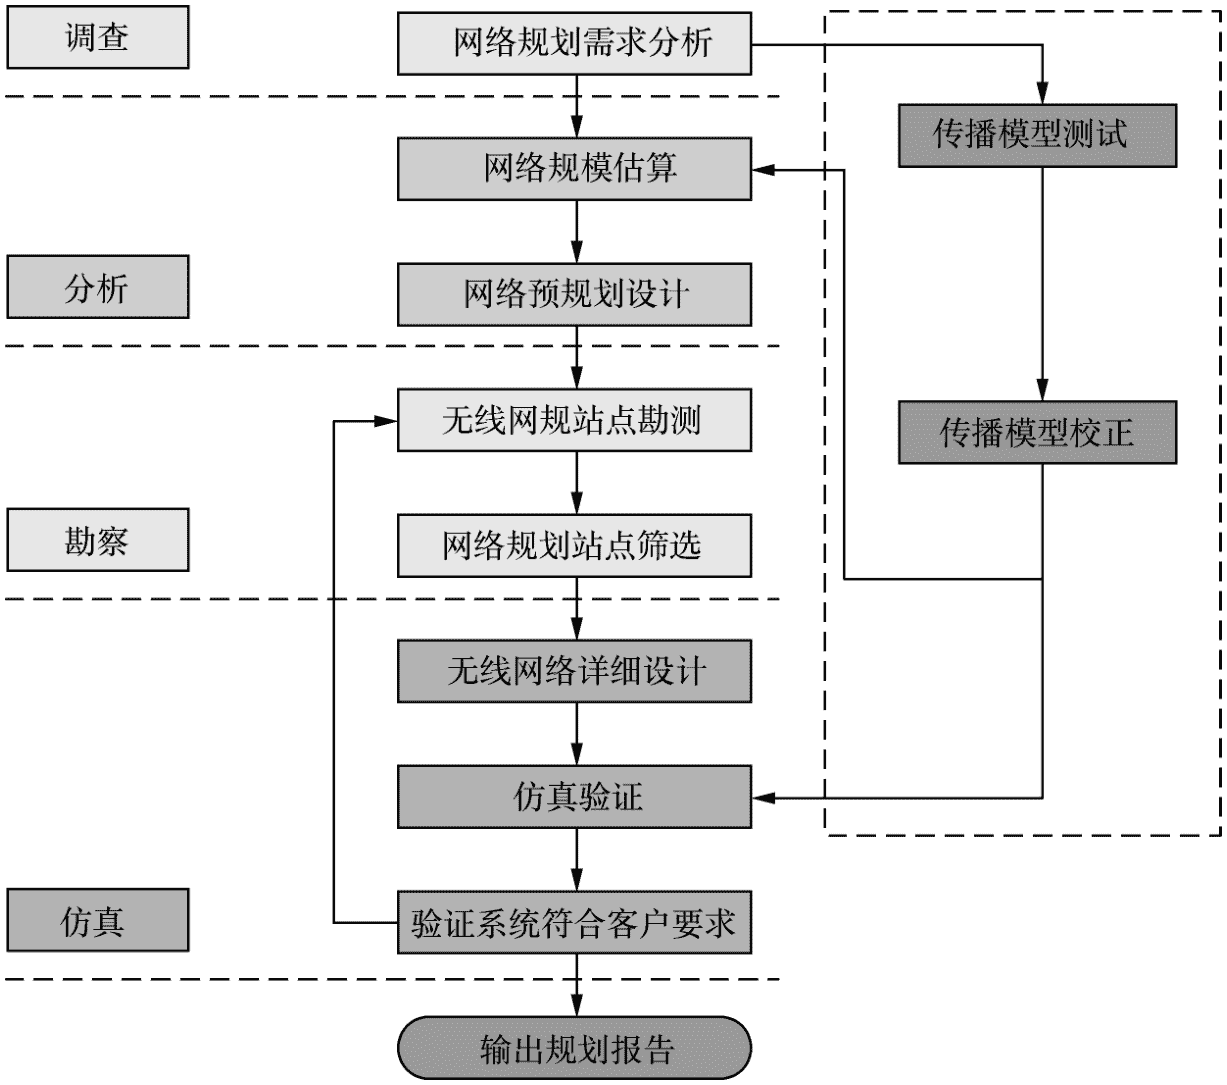 调查
网络规划需求分析
传播模型测试
网络规模估算
分析
网络预规划设计
无线网规站点勘测
传播模型校正
勘察
网络规划站点筛选
无线网络详细设计
仿真验证
仿真
验证系统符合客户要求
输出规划报告